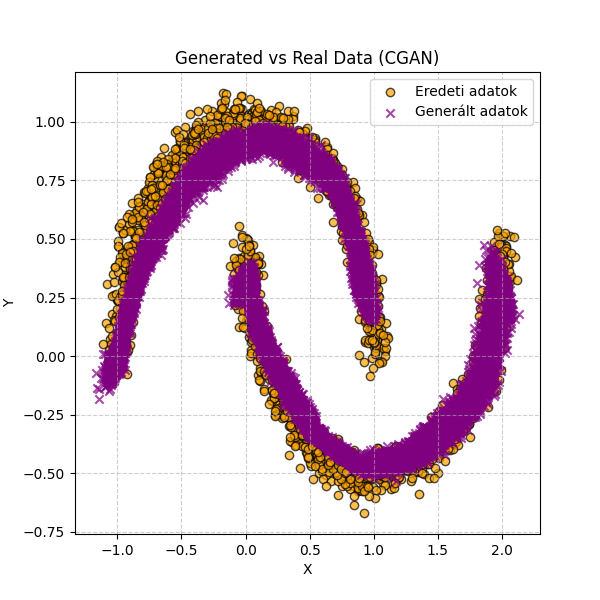 Generated vs Real Data (CGAN)
Eredeti adatok
Generált adatok
1.00
0.75
0.50
0.25
0.00
−0.25
−0.50
−0.75
Y
−1.0 −0.5 0.0 0.5 1.0 1.5 2.0
X